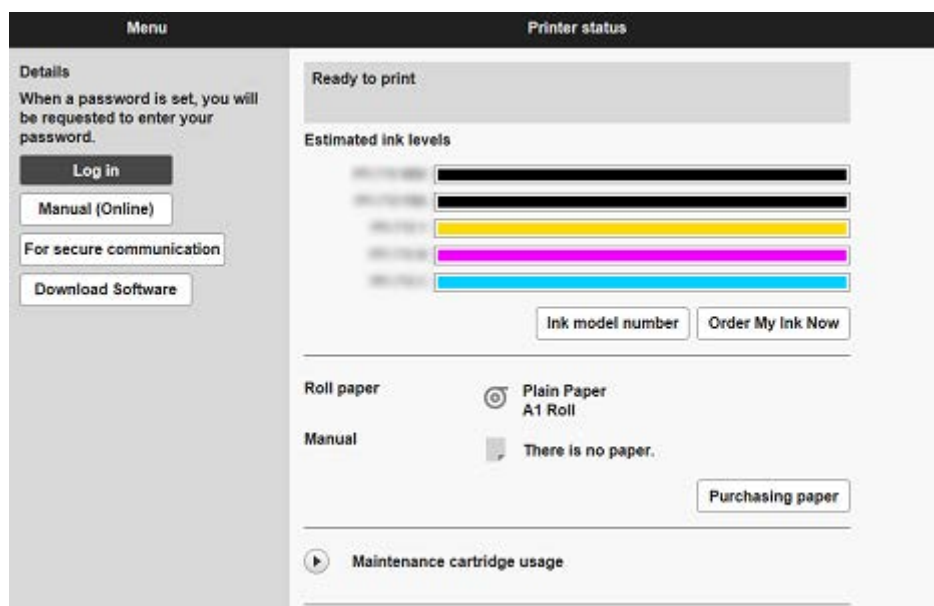 Menu
Printer status
Details
When a password is set, you will
be requested to enter your
password.
Log in
Manual (Online)
For secure communication
Download Software
Ready to print
Estimated ink levels
Ink model number
Order My Ink Now
Roll paper
Plain Paper
A1 Roll
Manual
There is no paper.
Purchasing paper
Maintenance cartridge usage